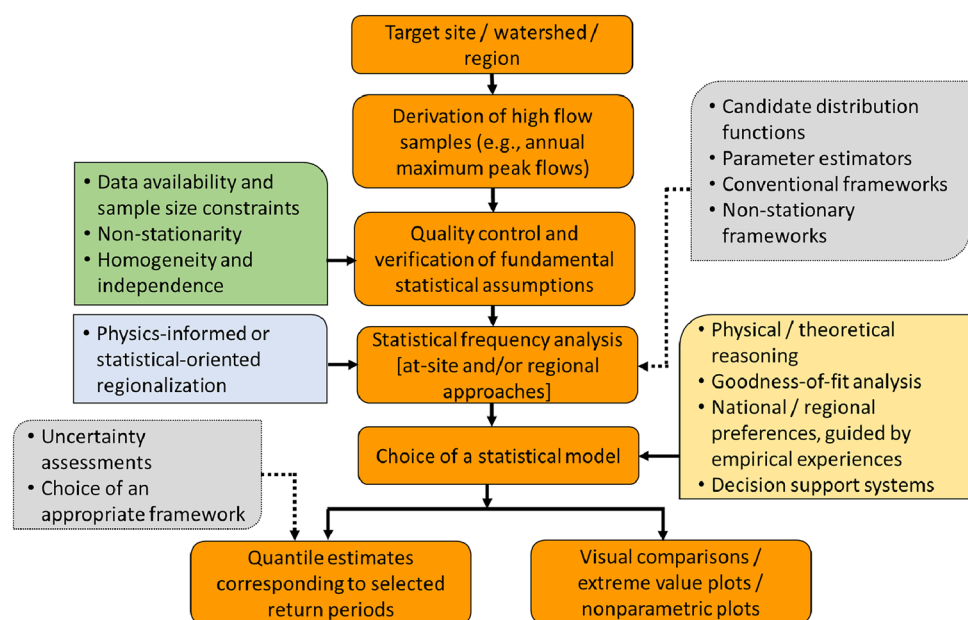 Target site / watershed /
region
Derivation of high flow
samples (e.g., annual
maximum peak flows)
• Candidate distribution
functions
• Parameter estimators
• Conventional frameworks
• Non-stationary
frameworks
• Data availability and
sample size constraints
• Non-stationarity
• Homogeneity and
independence
Quality control and
verification of fundamental
statistical assumptions
• Physics-informed or
statistical-oriented
regionalization
Statistical frequency analysis
[at-site and/or regional
approaches]
• Physical / theoretical
reasoning
• Goodness-of-fit analysis
• National / regional
preferences, guided by
empirical experiences
• Decision support systems
• Uncertainty
assessments
• Choice of an
appropriate framework
Choice of a statistical model
Quantile estimates
corresponding to selected
return periods
Visual comparisons /
extreme value plots /
nonparametric plots